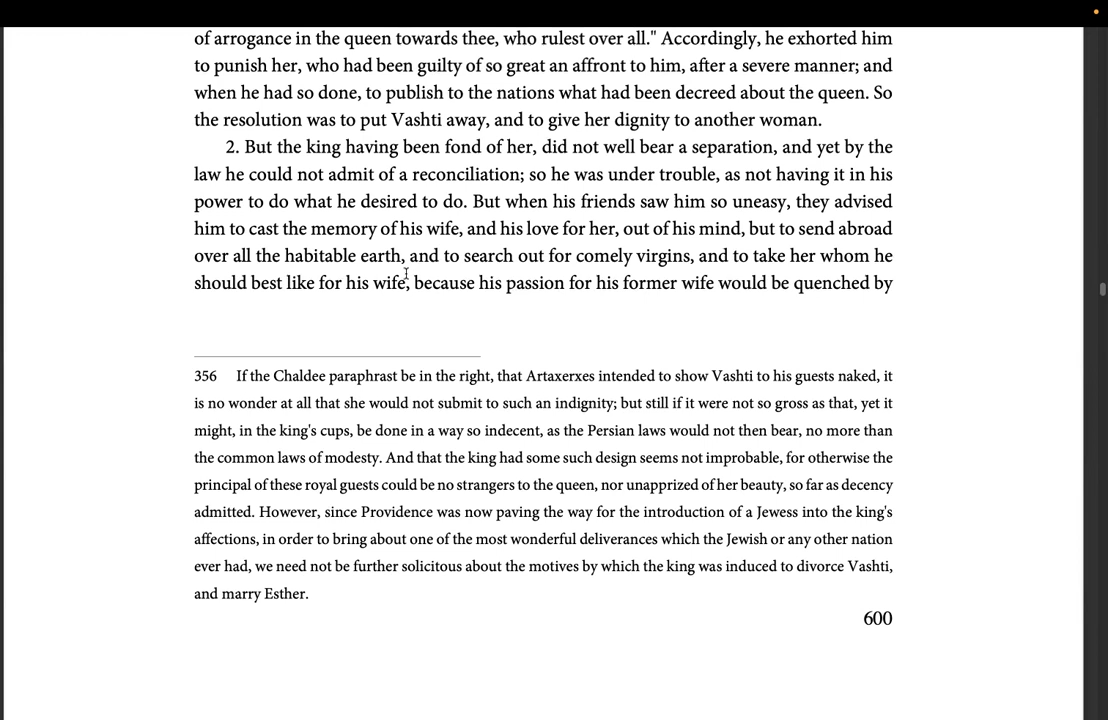 of arrogance in the queen towards thee, who rulest over all." Accordingly, he exhorted him
to punish her, who had been guilty of so great an affront to him, after a severe manner; and
when he had so done, to publish to the nations what had been decreed about the queen. So
the resolution was to put Vashti away, and to give her dignity to another woman.
2. But the king having been fond of her, did not well bear a separation, and yet by the
law he could not admit of a reconciliation; so he was under trouble, as not having it in his
power to do what he desired to do. But when his friends saw him so uneasy, they advised
him to cast the memory of his wife, and his love for her, out of his mind, but to send abroad
over all the habitable earth, and to search out for comely virgins, and to take her whom he
should best like for his wife, because his passion for his former wife would be quenched by
356 If the Chaldee paraphrast be in the right, that Artaxerxes intended to show Vashti to his guests naked, it
is no wonder at all that she would not submit to such an indignity; but still if it were not so gross as that, yet it
might, in the king's cups, be done in a way so indecent, as the Persian laws would not then bear, no more than
the common laws of modesty. And that the king had some such design seems not improbable, for otherwise the
principal of these royal guests could be no strangers to the queen, nor unapprized of her beauty, so far as decency
admitted. However, since Providence was now paving the way for the introduction of a Jewess into the king's
affections, in order to bring about one of the most wonderful deliverances which the Jewish or any other nation
ever had, we need not be further solicitous about the motives by which the king was induced to divorce Vashti,
and marry Esther.
600